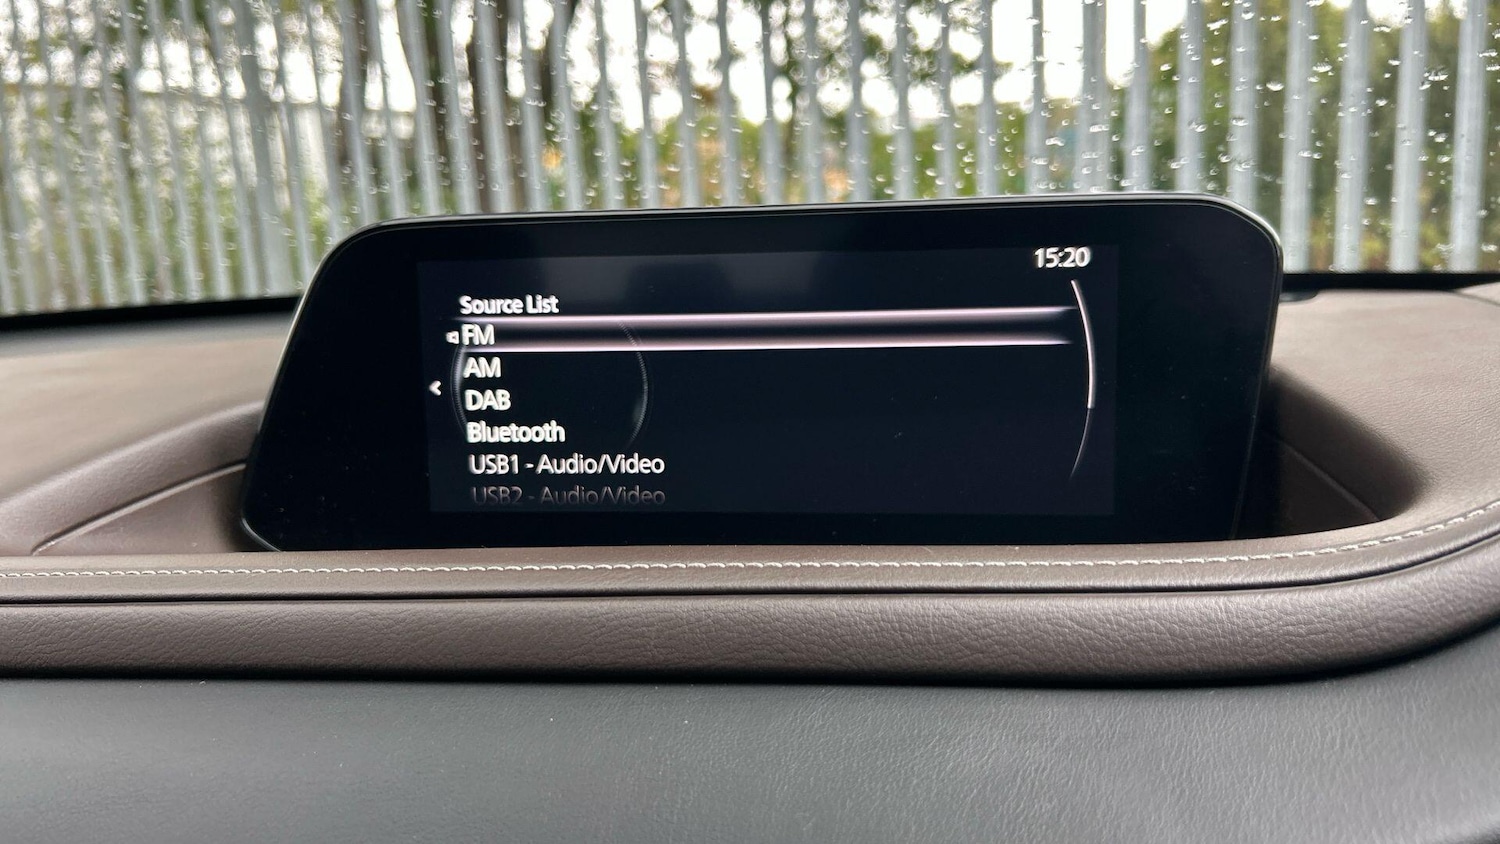 15:20
Source List
FM
AM
DAB
Bluetooth
USB1 - Audio/Video
USB2 - Audio/Video